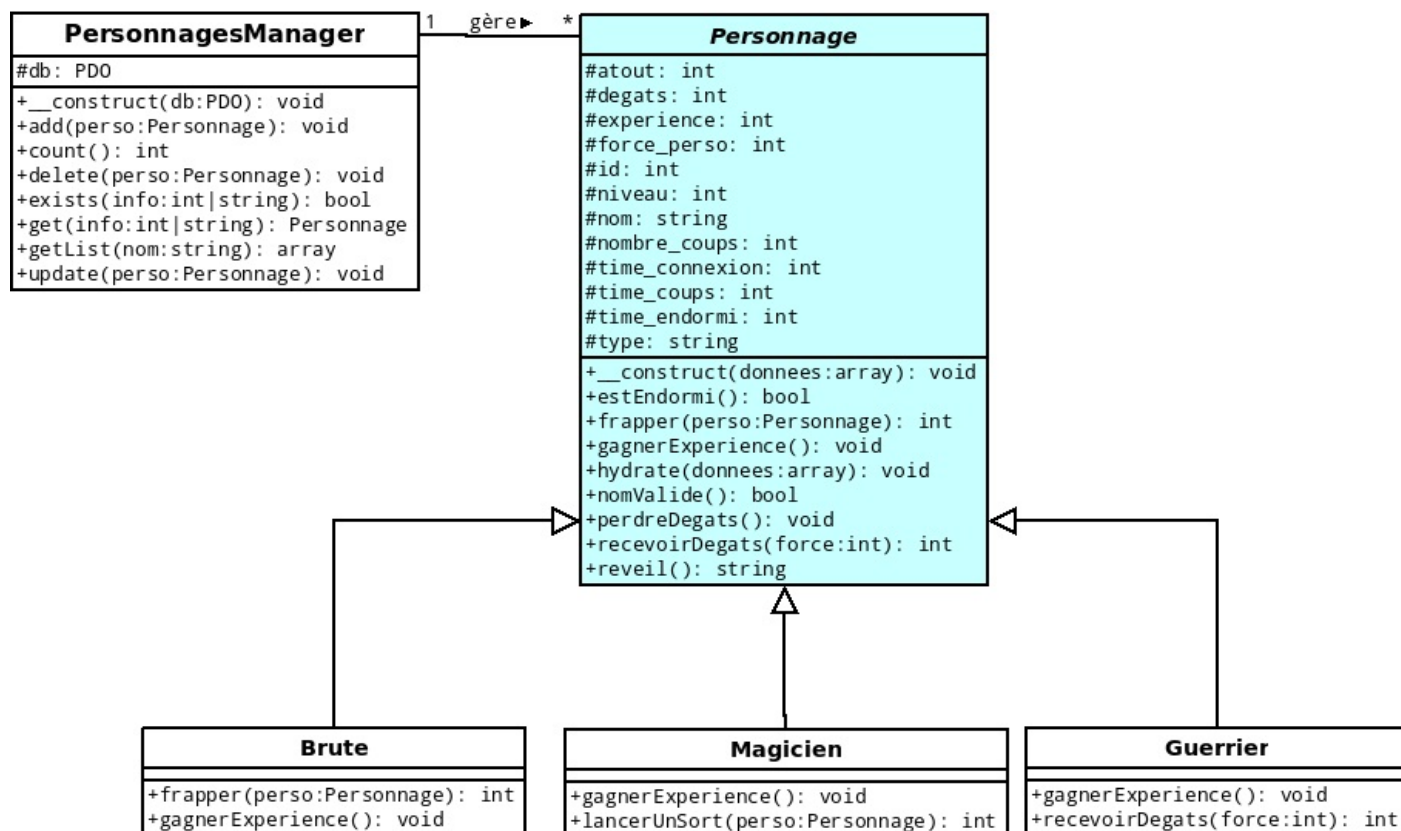 PersonnagesManager
#db: PDO
+__construct(db:PDO): void
+add(perso:Personnage): void
+count(): int
+delete(perso:Personnage): void
+exists(info:int|string): bool
+get(info:int|string): Personnage
+getList(nom:string): array
+update(perso:Personnage): void
1 gère► *
Personnage
#atout: int
#degats: int
#experience: int
#force_perso: int
#id: int
#niveau: int
#nom: string
#nombre_coups: int
#time_connexion: int
#time_coups: int
#time_endormi: int
#type: string
+__construct(donnees:array): void
+estEndormi(): bool
+frapper(perso:Personnage): int
+gagnerExperience(): void
+hydrate(donnees:array): void
+nomValide(): bool
+perdreDegats(): void
+recevoirDegats(force:int): int
+reveil(): string
Brute
+frapper(perso:Personnage): int
+gagnerExperience(): void
Magicien
+gagnerExperience(): void
+lancerUnSort(perso:Personnage): int
Guerrier
+gagnerExperience(): void
+recevoirDegats(force:int): int